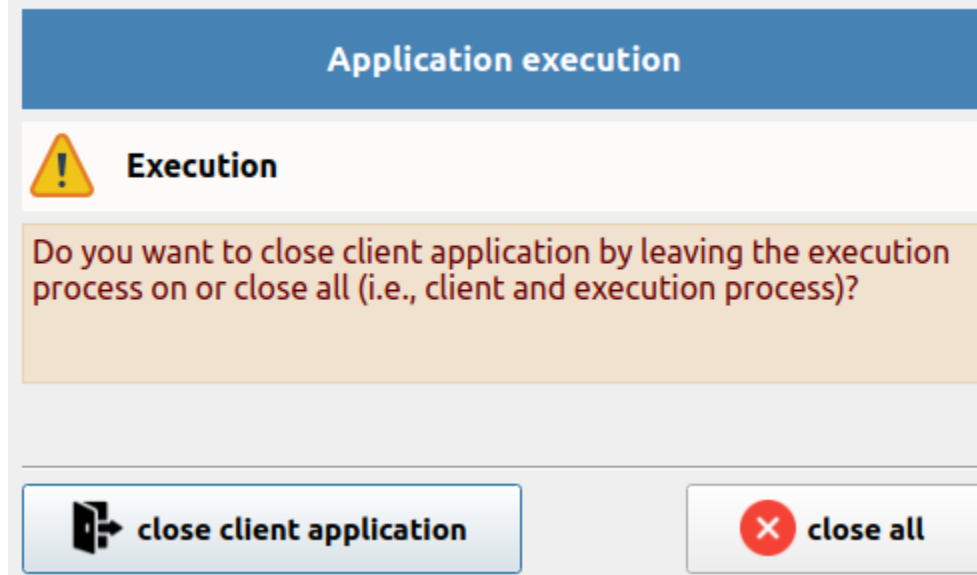 Application execution
Execution
Do you want to close client application by leaving the execution
process on or close all (i.e., client and execution process)?
close client application
close all